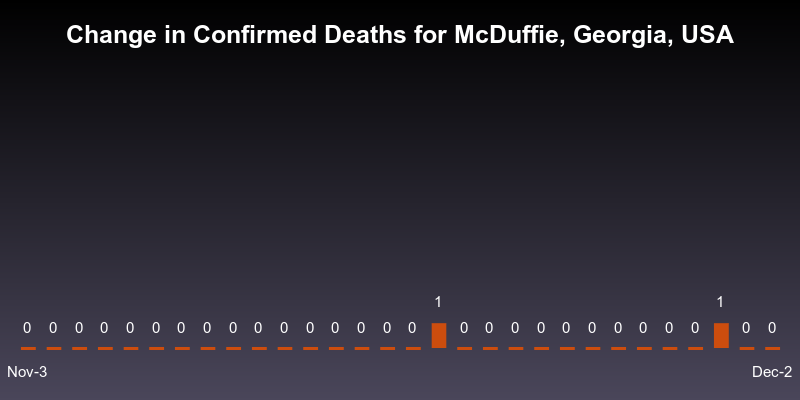 Change in Confirmed Deaths for McDuffie, Georgia, USA
1 1
0 0 0 0 0 0 0 0 0 0 0 0 0 0 0 0 0 0 0 0 0 0 0 0 0 0 0 0
Nov-3 Dec-2